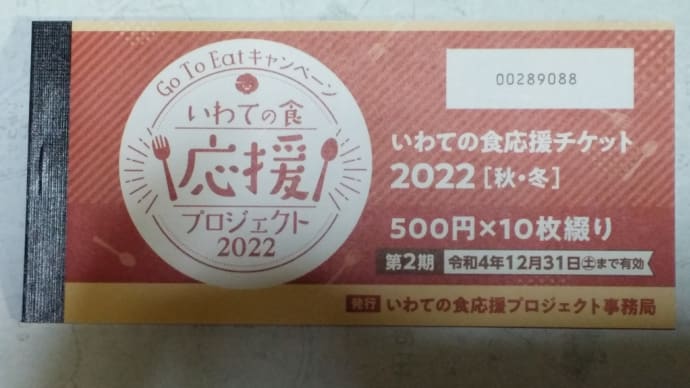 Go To Eatキャンペーン
いわての食
応援
プロジェクト
2022
00289088
いわての食応援チケット
2022［秋・冬］
500円×10枚綴り
第2期 令和4年12月31日㊏まで有効
発行 いわての食応援プロジェクト事務局